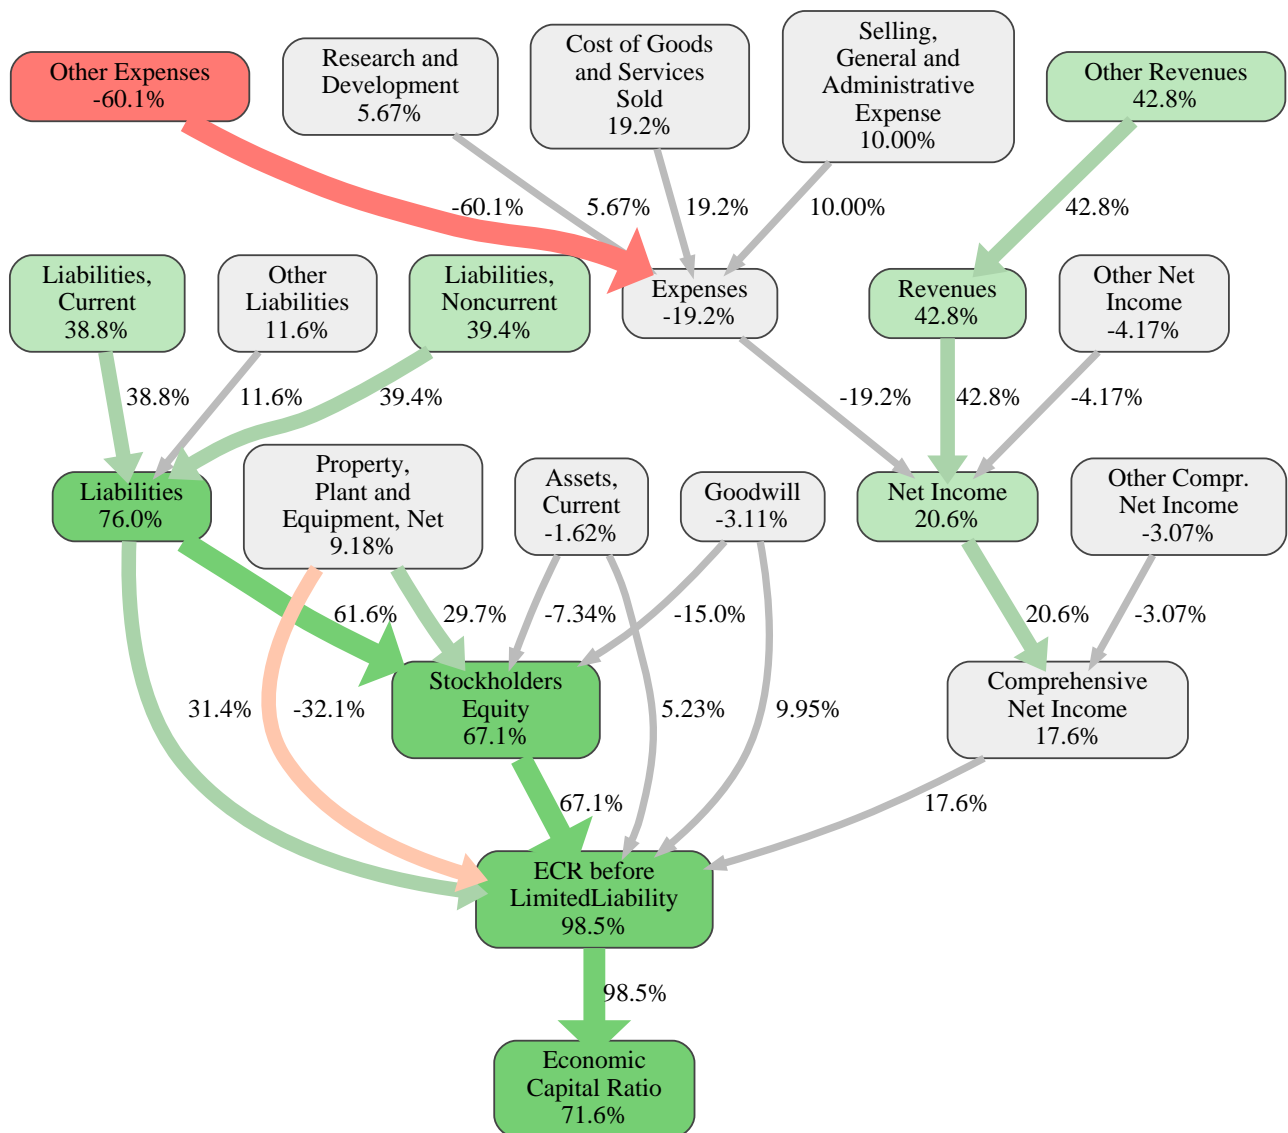 Other Expenses
-60.1%
Research and
Development
5.67%
Cost of Goods
and Services
Sold
19.2%
Selling,
General and
Administrative
Expense
10.00%
Other Revenues
42.8%
-60.1%
5.67%
19.2%
10.00%
42.8%
Liabilities,
Current
38.8%
Other
Liabilities
11.6%
Liabilities,
Noncurrent
39.4%
Expenses
-19.2%
Revenues
42.8%
Other Net
Income
-4.17%
38.8%
11.6%
39.4%
-19.2%
42.8%
-4.17%
Liabilities
76.0%
Property,
Plant and
Equipment, Net
9.18%
Assets,
Current
-1.62%
Goodwill
-3.11%
Net Income
20.6%
Other Compr.
Net Income
-3.07%
61.6%
29.7%
-7.34%
-15.0%
20.6%
-3.07%
31.4%
-32.1%
Stockholders
Equity
67.1%
5.23%
9.95%
Comprehensive
Net Income
17.6%
67.1%
17.6%
ECR before
LimitedLiability
98.5%
98.5%
Economic
Capital Ratio
71.6%